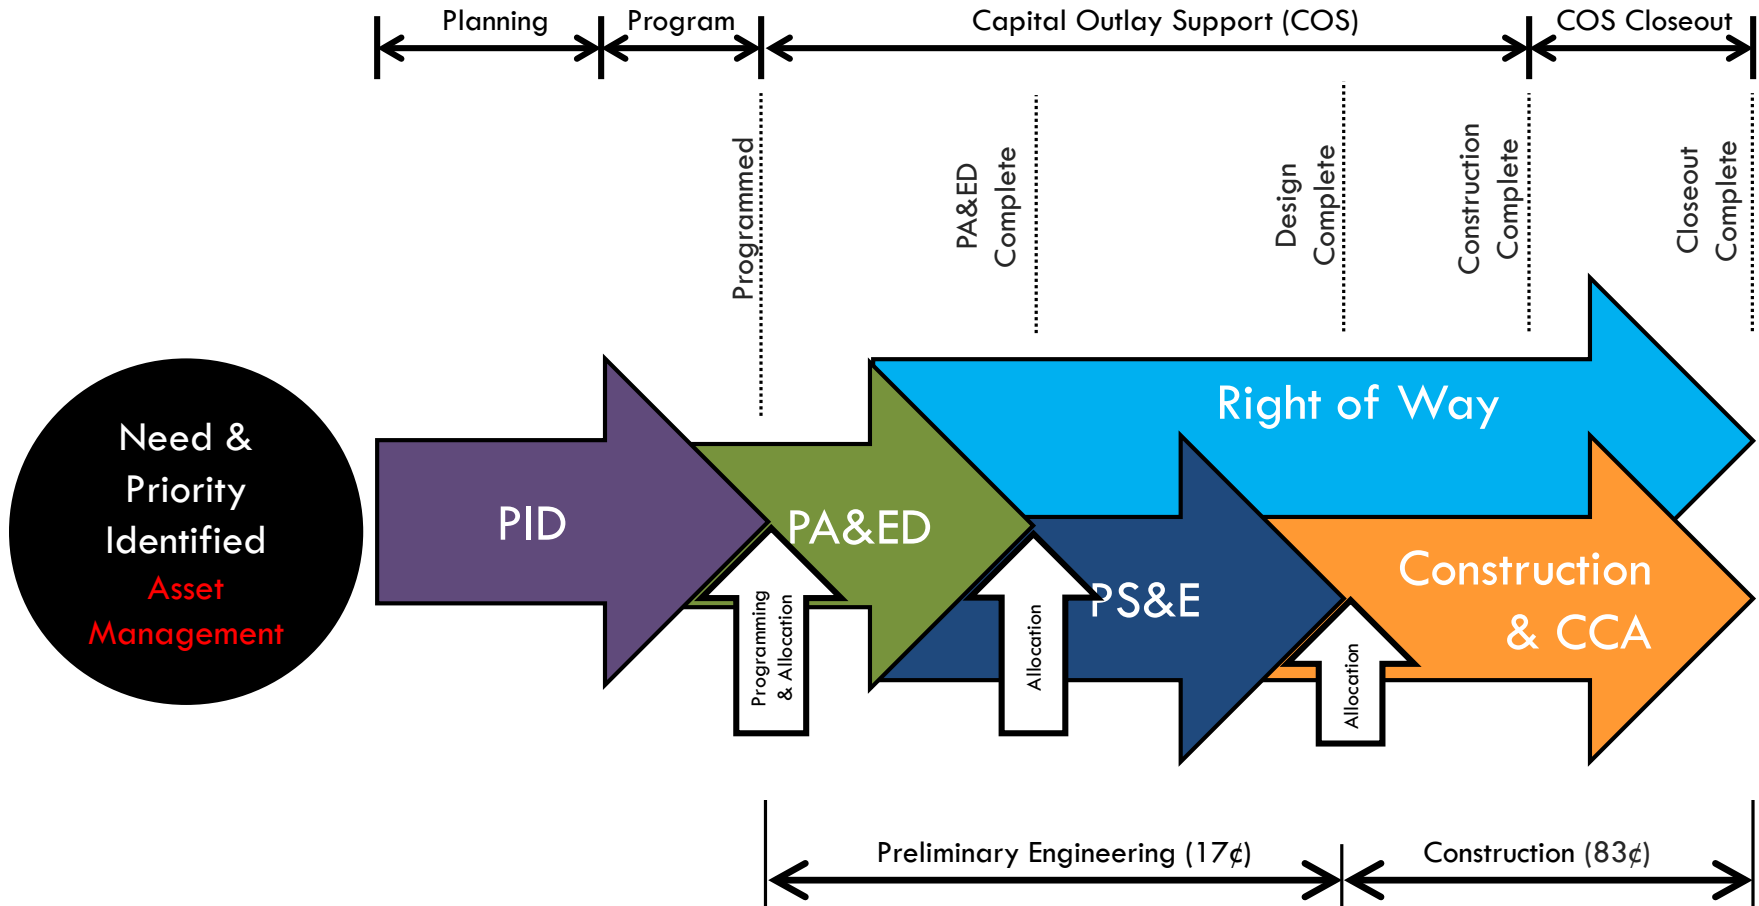 Planning
Program
Capital Outlay Support (COS)
COS Closeout
Programmed
PA&ED
Complete
Design
Complete
Construction
Complete
Closeout
Complete
Need &
Priority
Identified
Asset
Management
PID
PA&ED
Right of Way
PS&E
Construction
& CCA
Programming
& Allocation
Allocation
Allocation
Preliminary Engineering (17¢)
Construction (83¢)